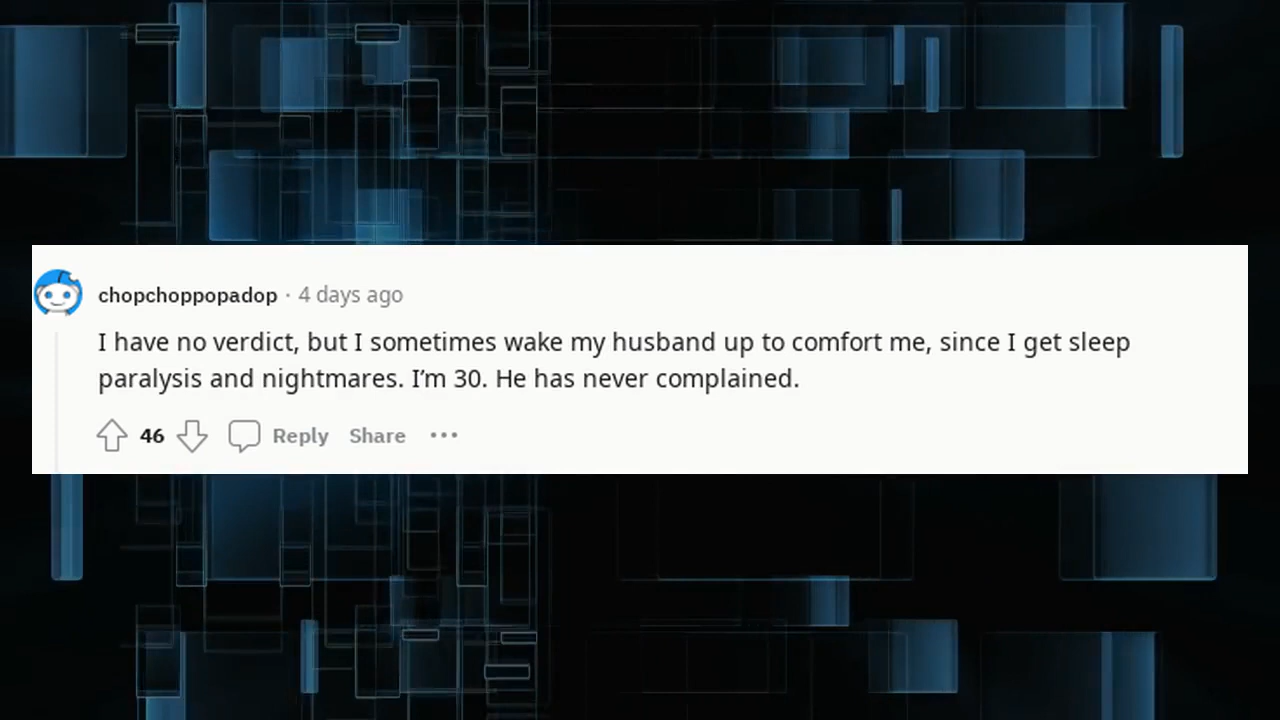 chopchoppopadop · 4 days ago
I have no verdict, but I sometimes wake my husband up to comfort me, since I get sleep
paralysis and nightmares. I’m 30. He has never complained.
46 Reply Share •••